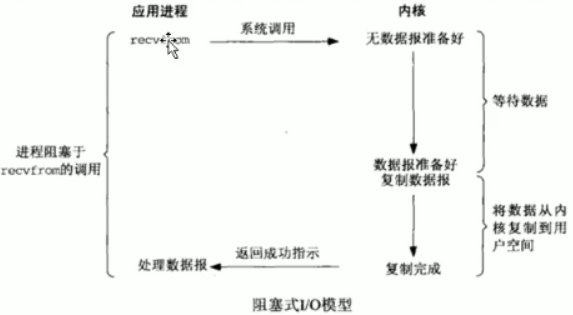 应用进程
内核
recvfrom
系统调用
无数据报准备好
等待数据
进程阻塞于
recvfrom的调用
数据报准备好
复制数据报
将数据从内
核复制到用
户空间
返回成功指示
处理数据报
复制完成
阻塞式I/O模型